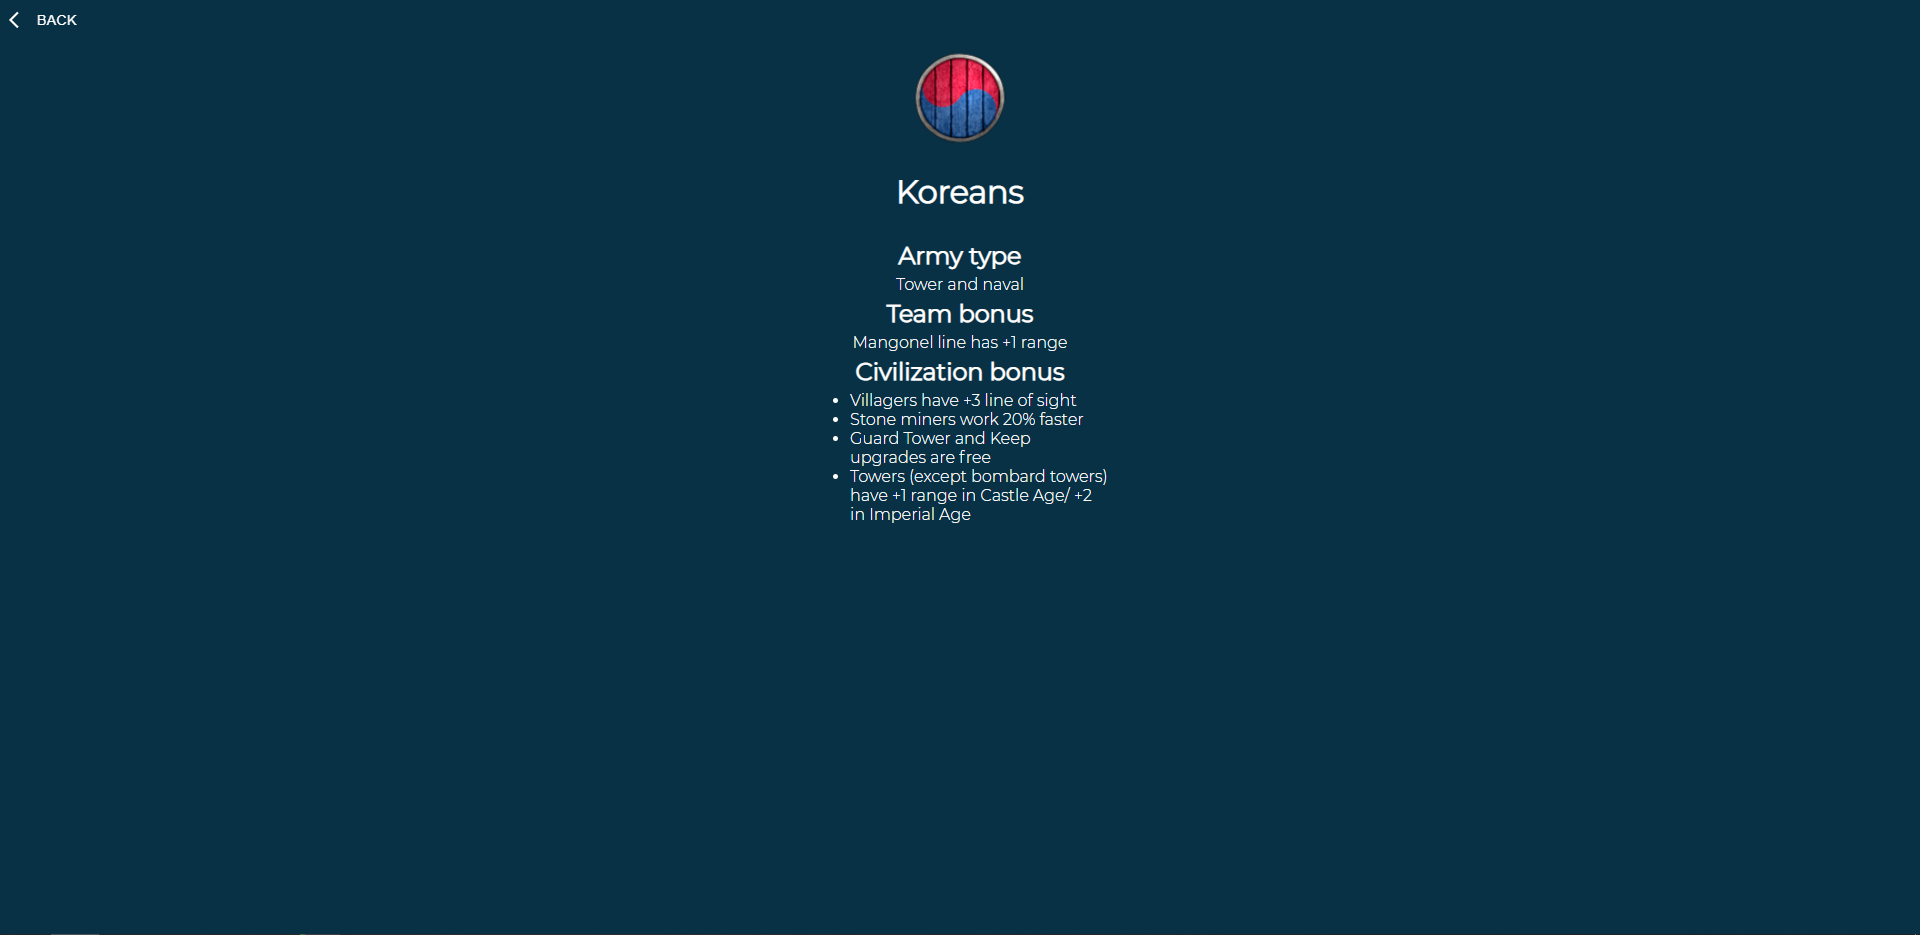 BACK
Koreans
Army type
Tower and naval
Team bonus
Mangonel line has +1 range
Civilization bonus
• Villagers have +3 line of sight
• Stone miners work 20% faster
• Guard Tower and Keep
upgrades are free
• Towers (except bombard towers)
have +1 range in Castle Age/ +2
in Imperial Age